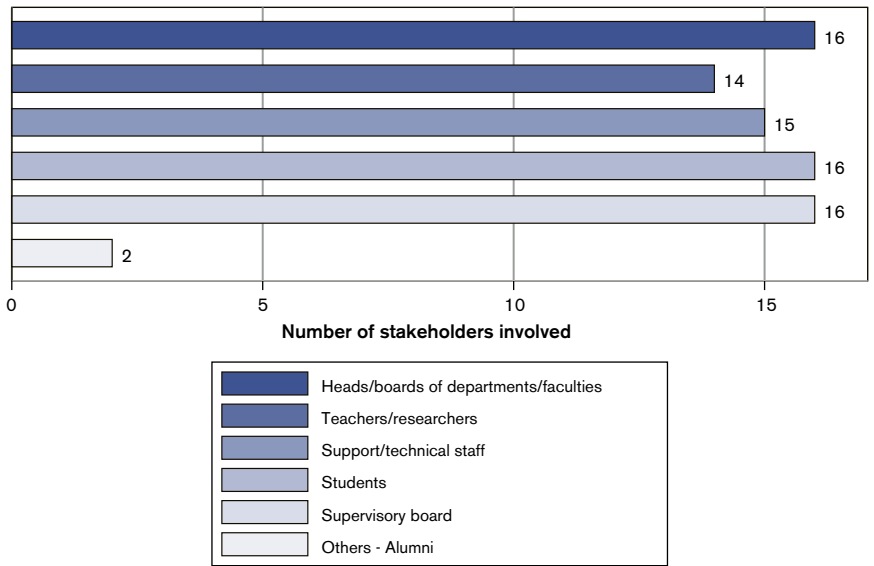 16
14
15
16
16
2
0 5 10 15
Number of stakeholders involved
Heads/boards of departments/faculties
Teachers/researchers
Support/technical staff
Students
Supervisory board
Others - Alumni